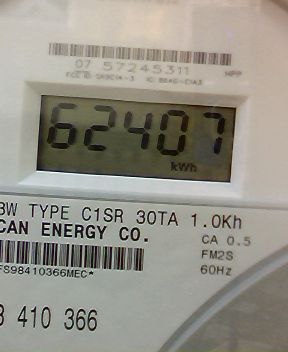 07 57245311 HPP
62407
kWh
3W TYPE C1SR 30TA 1.0Kh
CAN ENERGY CO.
CA 0.5
FM2S
60Hz
FS98410366MEC*
410 366